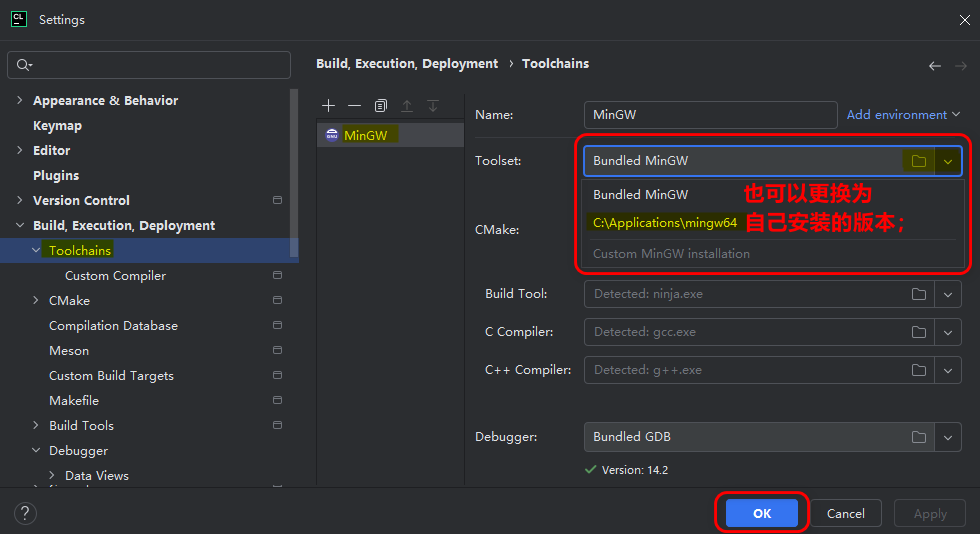 CL
Settings
Build, Execution, Deployment › Toolchains
Appearance & Behavior
Keymap
Editor
Plugins
Version Control
Build, Execution, Deployment
Toolchains
Custom Compiler
CMake
Compilation Database
Meson
Custom Build Targets
Makefile
Build Tools
Debugger
Data Views
GNU MinGW
Name: MinGW Add environment
Toolset: Bundled MinGW
Bundled MinGW
C:\Applications\mingw64
Custom MinGW installation
也可以更换为
自己安装的版本；
CMake:
Build Tool: Detected: ninja.exe
C Compiler: Detected: gcc.exe
C++ Compiler: Detected: g++.exe
Debugger: Bundled GDB
Version: 14.2
? OK Cancel Apply